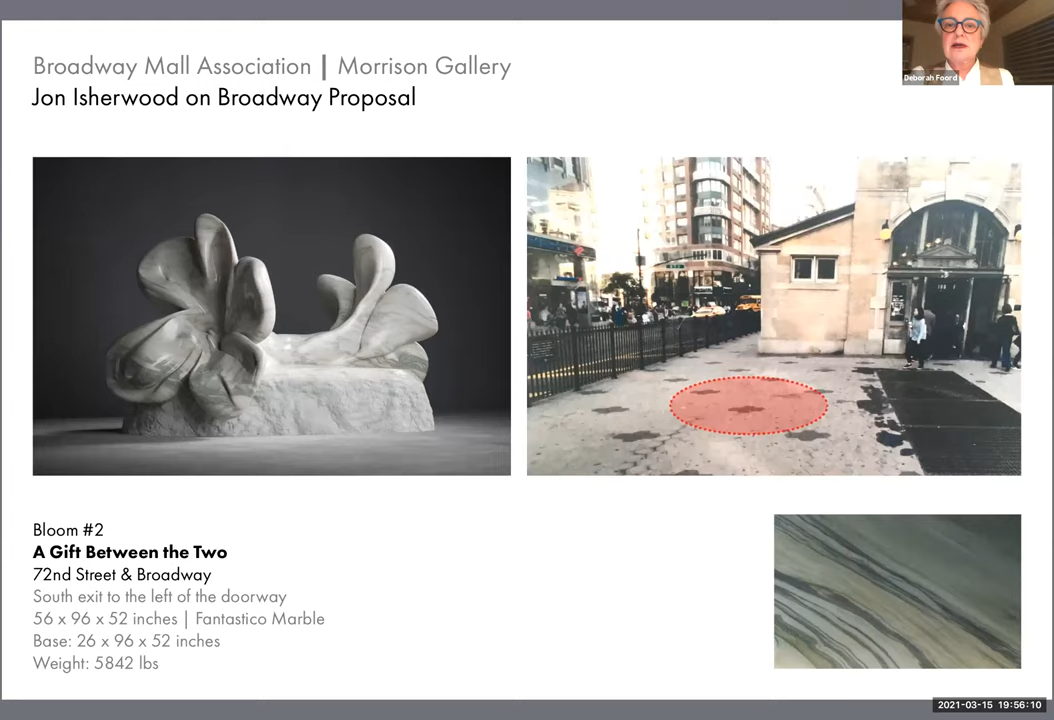 Broadway Mall Association | Morrison Gallery
Jon Isherwood on Broadway Proposal
Deborah Foord
Bloom #2
A Gift Between the Two
72nd Street & Broadway
South exit to the left of the doorway
56 x 96 x 52 inches | Fantastico Marble
Base: 26 x 96 x 52 inches
Weight: 5842 lbs
2021-03-15 19:56:10